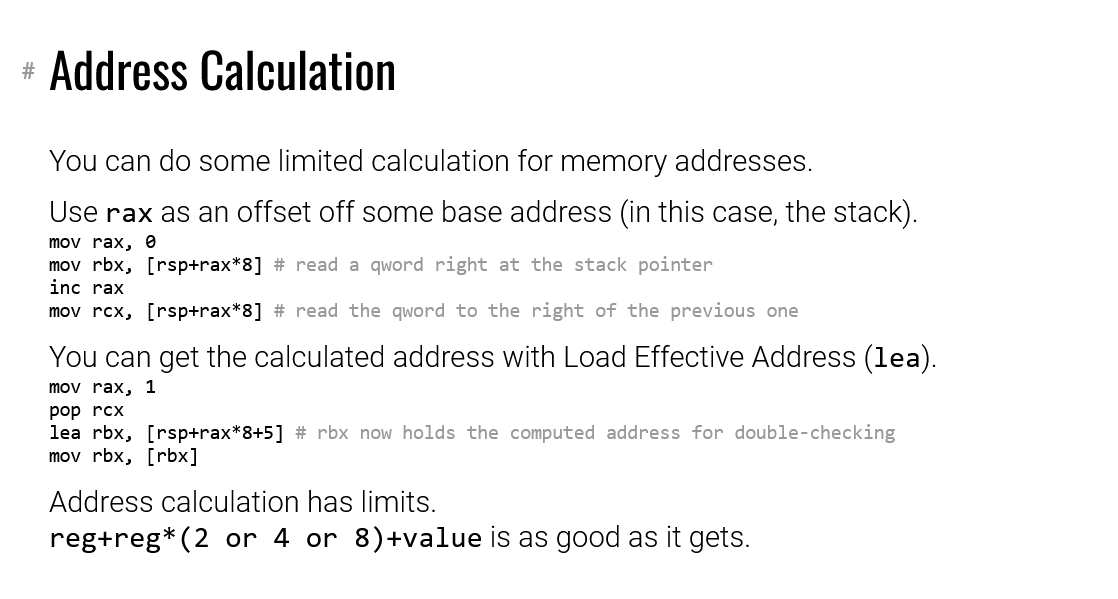 # Address Calculation
You can do some limited calculation for memory addresses.
Use rax as an offset off some base address (in this case, the stack).
mov rax, 0
mov rbx, [rsp+rax*8] # read a qword right at the stack pointer
inc rax
mov rcx, [rsp+rax*8] # read the qword to the right of the previous one
You can get the calculated address with Load Effective Address (lea).
mov rax, 1
pop rcx
lea rbx, [rsp+rax*8+5] # rbx now holds the computed address for double-checking
mov rbx, [rbx]
Address calculation has limits.
reg+reg*(2 or 4 or 8)+value is as good as it gets.